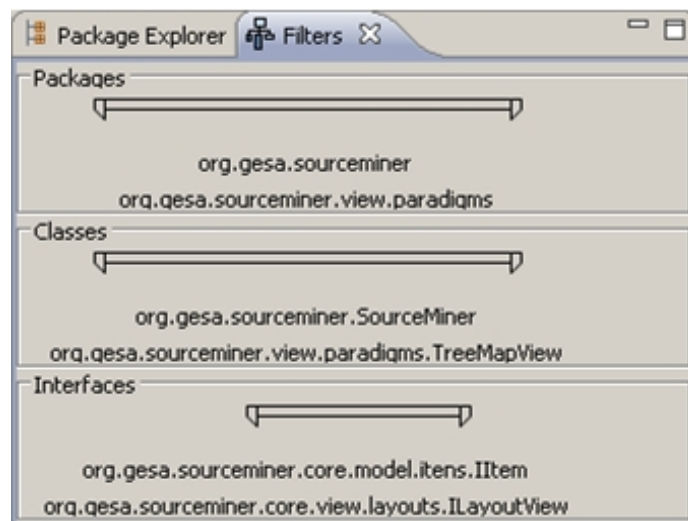 Package Explorer Filters
Packages
org.gesa.sourceminer
org.gesa.sourceminer.view.paradigms
Classes
org.gesa.sourceminer.SourceMiner
org.gesa.sourceminer.view.paradigms.TreeMapView
Interfaces
org.gesa.sourceminer.core.model.itens.IItem
org.gesa.sourceminer.core.view.layouts.ILayoutView